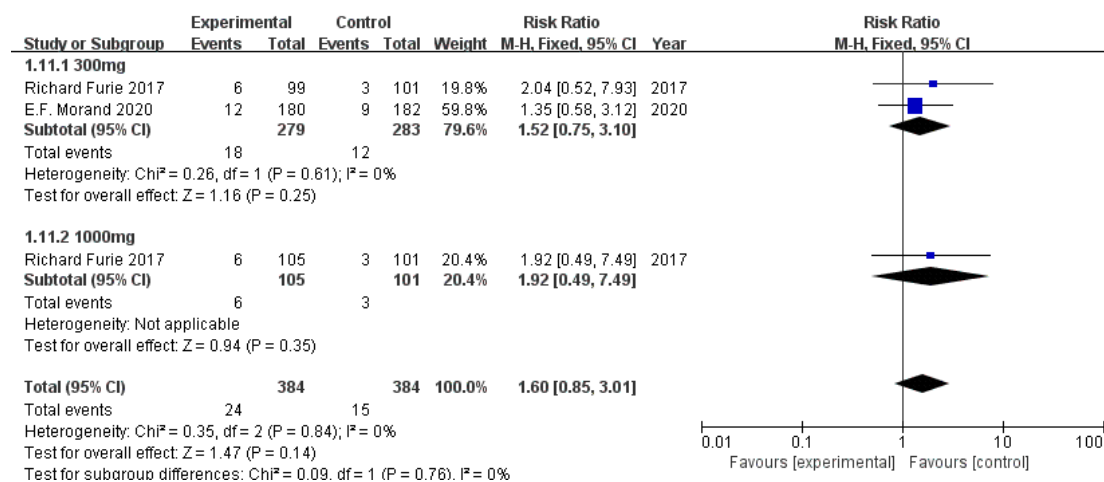 Experimental Control Risk Ratio Risk Ratio
Study or Subgroup Events Total Events Total Weight M-H, Fixed, 95% CI Year M-H, Fixed, 95% CI
1.11.1 300mg
Richard Furie 2017 6 99 3 101 19.8% 2.04 [0.52, 7.93] 2017
E.F. Morand 2020 12 180 9 182 59.8% 1.35 [0.58, 3.12] 2020
Subtotal (95% CI) 279 283 79.6% 1.52 [0.75, 3.10]
Total events 18 12
Heterogeneity: Chi² = 0.26, df = 1 (P = 0.61); I² = 0%
Test for overall effect: Z = 1.16 (P = 0.25)
1.11.2 1000mg
Richard Furie 2017 6 105 3 101 20.4% 1.92 [0.49, 7.49] 2017
Subtotal (95% CI) 105 101 20.4% 1.92 [0.49, 7.49]
Total events 6 3
Heterogeneity: Not applicable
Test for overall effect: Z = 0.94 (P = 0.35)
Total (95% CI) 384 384 100.0% 1.60 [0.85, 3.01]
Total events 24 15
Heterogeneity: Chi² = 0.35, df = 2 (P = 0.84); I² = 0%
Test for overall effect: Z = 1.47 (P = 0.14)
Test for subgroup differences: Chi² = 0.09, df = 1 (P = 0.76), I² = 0%
0.01 0.1 1 10 100
Favours [experimental] Favours [control]